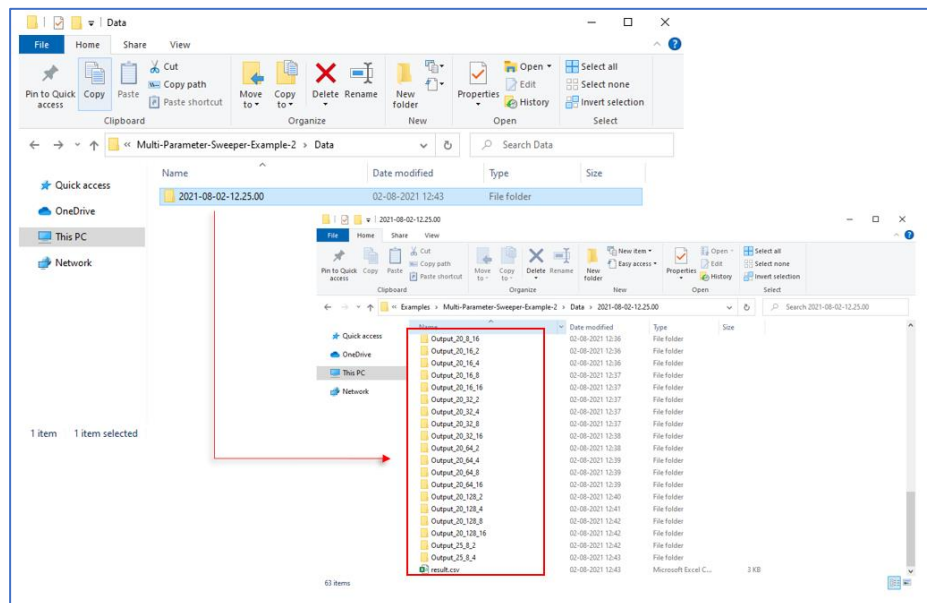 Data
File Home Share View
Pin to Quick access Copy Paste Cut Copy path Paste shortcut Move to Copy to Delete Rename New folder Properties Open Edit History Select all Select none Invert selection
Clipboard Organize New Open Select
« Multi-Parameter-Sweeper-Example-2 > Data Search Data
Name Date modified Type Size
Quick access
2021-08-02-12.25.00 02-08-2021 12:43 File folder
OneDrive
This PC
Network
1 item 1 item selected
2021-08-02-12.25.00
File Home Share View
Pin to Quick access Copy Paste Cut Copy path Paste shortcut Move to Copy to Delete Rename New folder New item Easy access Properties Open Edit History Select all Select none Invert selection
Clipboard Organize New Open Select
« Examples > Multi-Parameter-Sweeper-Example-2 > Data > 2021-08-02-12.25.00 Search 2021-08-02-12.25.00
Name Date modified Type Size
Quick access
OneDrive
This PC
Network
Output_20_8_16 02-08-2021 12:36 File folder
Output_20_16_2 02-08-2021 12:36 File folder
Output_20_16_4 02-08-2021 12:36 File folder
Output_20_16_8 02-08-2021 12:37 File folder
Output_20_16_16 02-08-2021 12:37 File folder
Output_20_32_2 02-08-2021 12:37 File folder
Output_20_32_4 02-08-2021 12:37 File folder
Output_20_32_8 02-08-2021 12:37 File folder
Output_20_32_16 02-08-2021 12:38 File folder
Output_20_64_2 02-08-2021 12:38 File folder
Output_20_64_4 02-08-2021 12:39 File folder
Output_20_64_8 02-08-2021 12:39 File folder
Output_20_64_16 02-08-2021 12:39 File folder
Output_20_128_2 02-08-2021 12:40 File folder
Output_20_128_4 02-08-2021 12:41 File folder
Output_20_128_8 02-08-2021 12:42 File folder
Output_20_128_16 02-08-2021 12:42 File folder
Output_25_8_2 02-08-2021 12:42 File folder
Output_25_8_4 02-08-2021 12:43 File folder
result.csv 02-08-2021 12:43 Microsoft Excel C... 3 KB
63 items